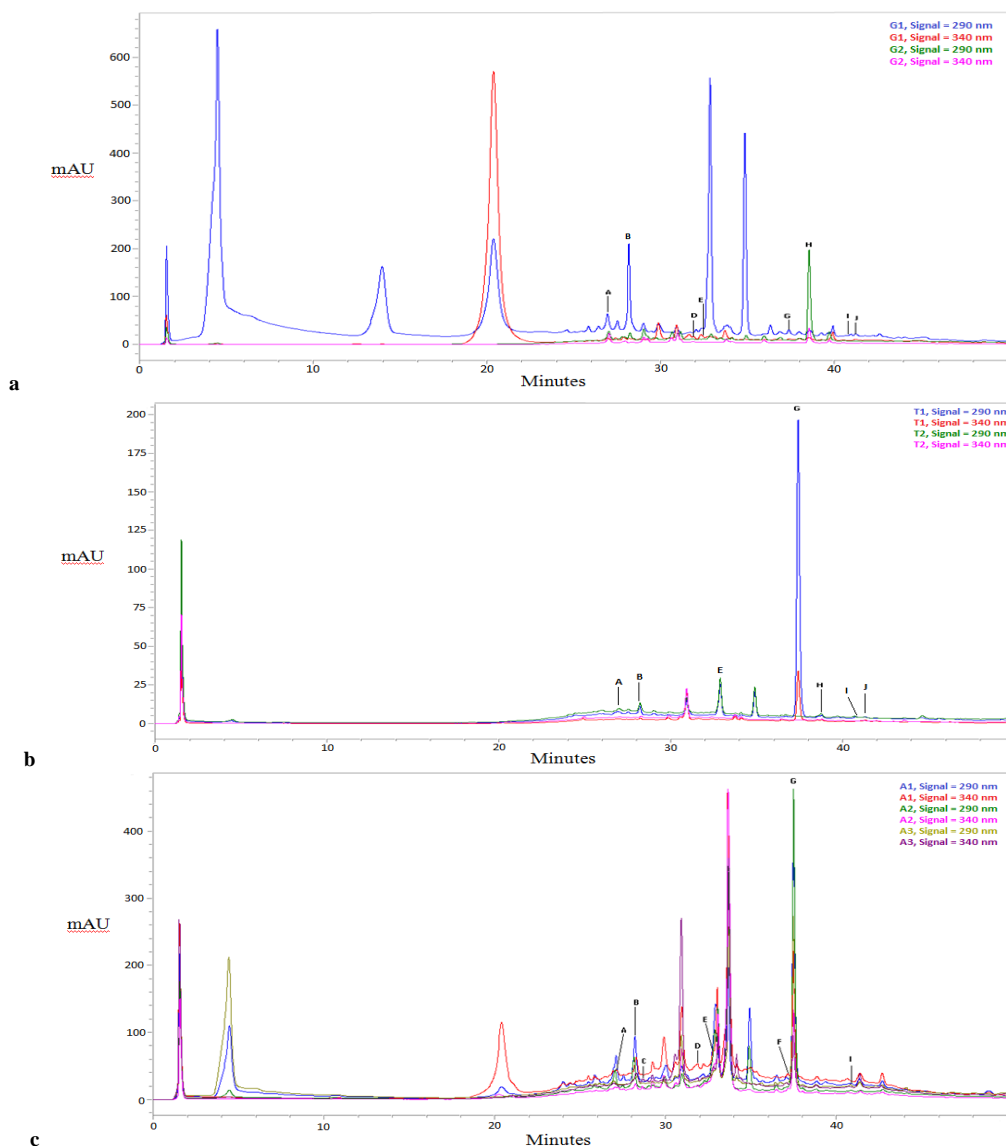 G1, Signal = 290 nm
G1, Signal = 340 nm
G2, Signal = 290 nm
G2, Signal = 340 nm
600
500
400
300
200
100
0
mAU
A
B
D
E
G
H
I
J
10
20
30
40
Minutes
a
T1, Signal = 290 nm
T1, Signal = 340 nm
T2, Signal = 290 nm
T2, Signal = 340 nm
200
175
150
125
100
75
50
25
0
mAU
A
B
E
G
H
I
J
0
10
20
30
40
Minutes
b
A1, Signal = 290 nm
A1, Signal = 340 nm
A2, Signal = 290 nm
A2, Signal = 340 nm
A3, Signal = 290 nm
A3, Signal = 340 nm
400
300
200
100
0
mAU
A
B
C
D
E
F
G
I
0
10
20
30
40
Minutes
c